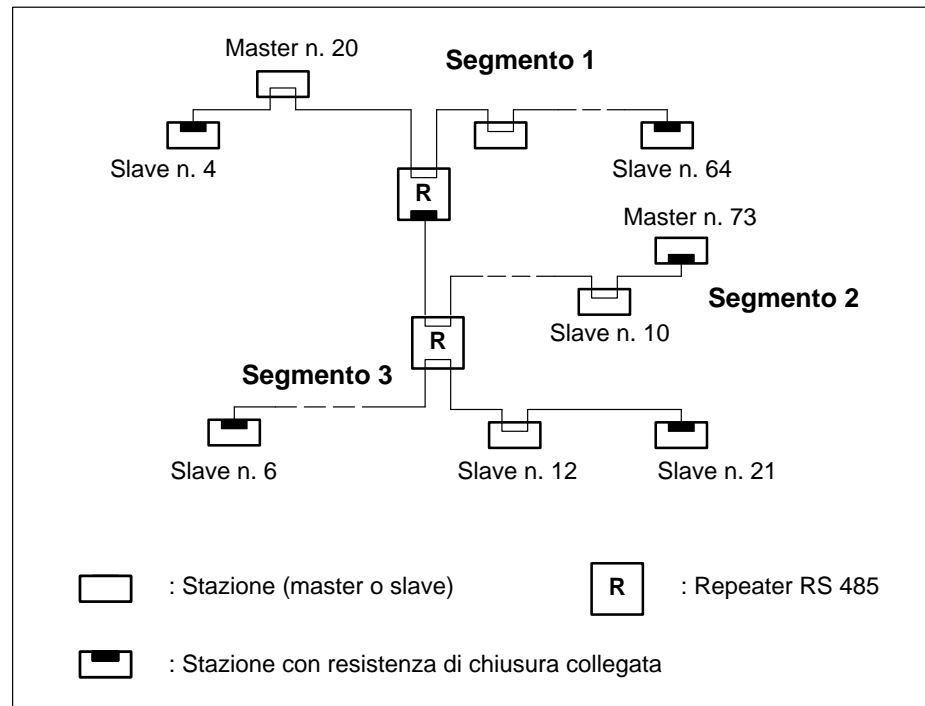 Master n. 20
Segmento 1
Slave n. 4
Slave n. 64
R
Master n. 73
Segmento 2
Slave n. 10
R
Segmento 3
Slave n. 6
Slave n. 12
Slave n. 21
: Stazione (master o slave)
R
: Repeater RS 485
: Stazione con resistenza di chiusura collegata